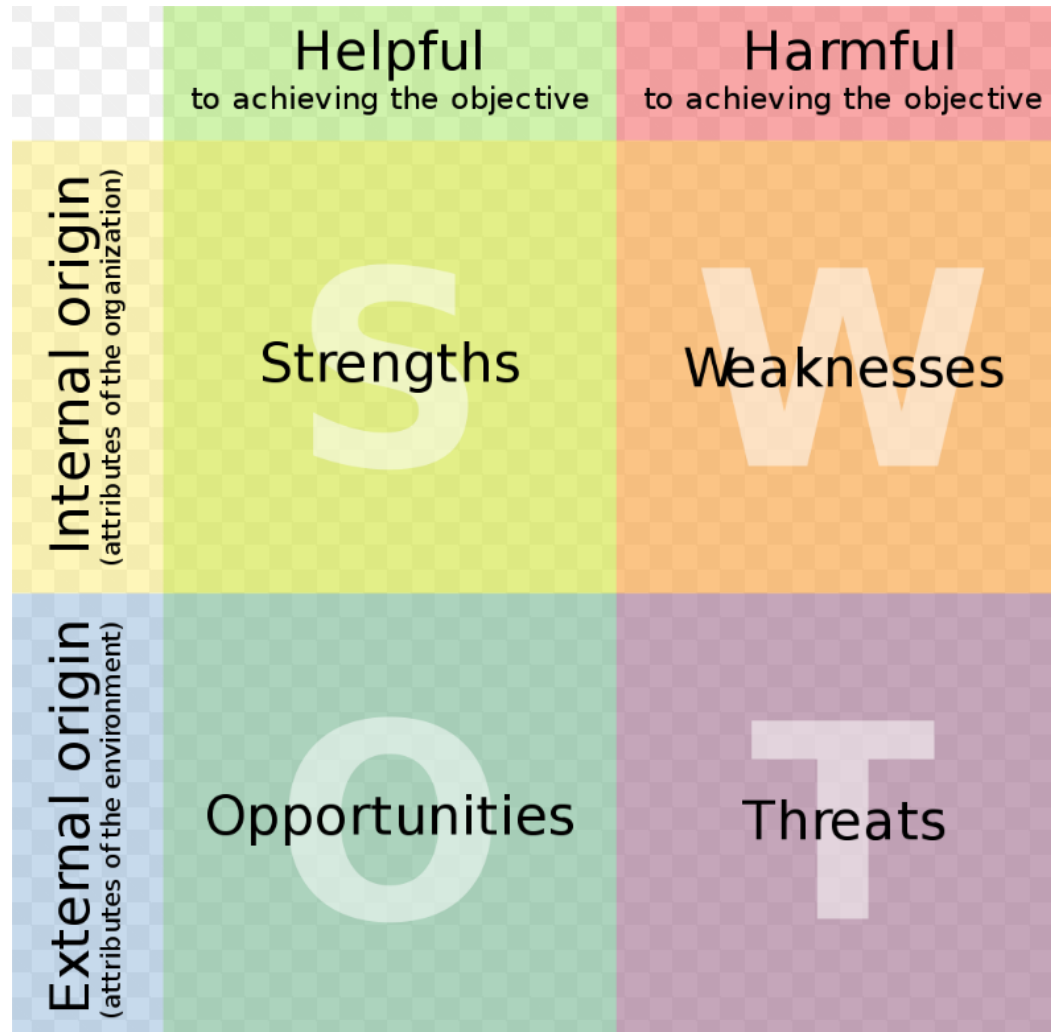 Helpful
to achieving the objective
Harmful
to achieving the objective
Internal origin
(attributes of the organization)
S
Strengths
W
Weaknesses
External origin
(attributes of the environment)
O
Opportunities
T
Threats